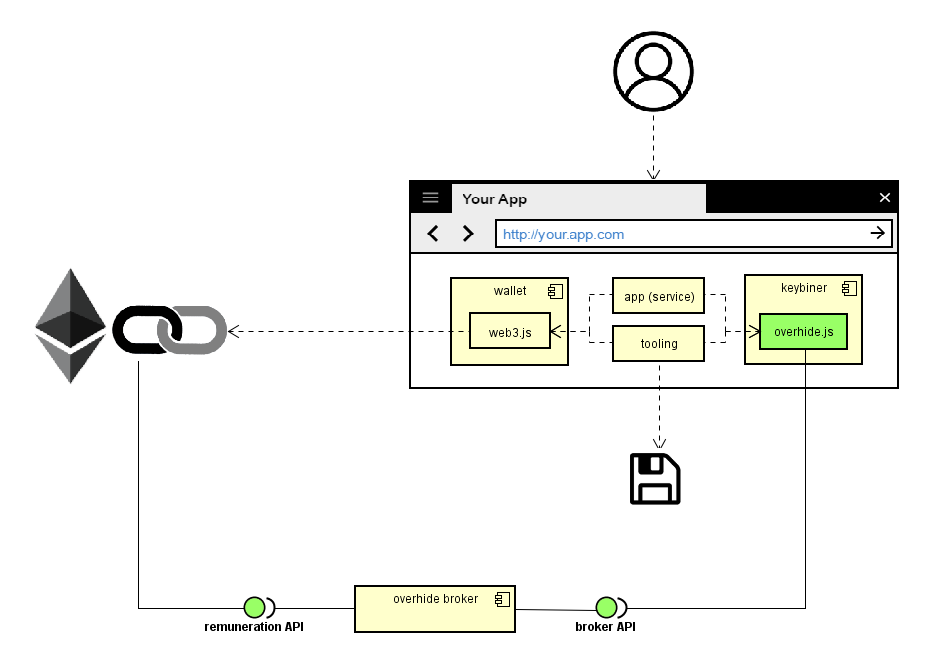 Your App
http://your.app.com
wallet
web3.js
app (service)
tooling
keybiner
overhide.js
overhide broker
remuneration API
broker API